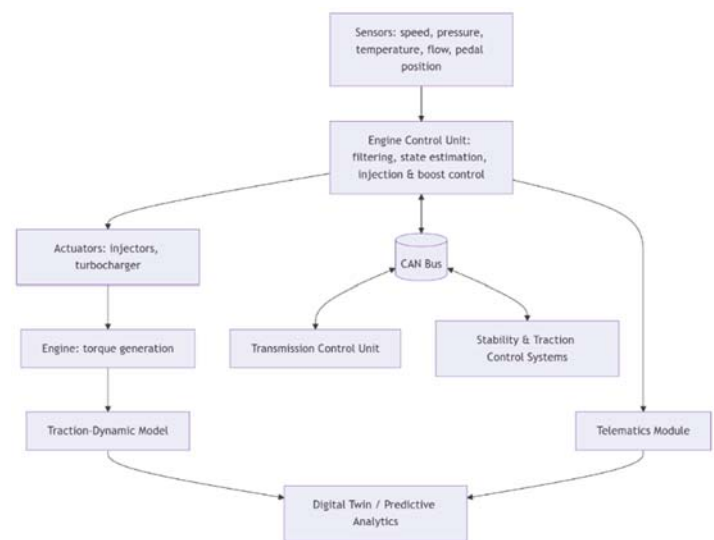 Sensors: speed, pressure,
temperature, flow, pedal
position
Engine Control Unit:
filtering, state estimation,
injection & boost control
Actuators: injectors,
turbocharger
CAN Bus
Engine: torque generation
Transmission Control Unit
Stability & Traction
Control Systems
Traction-Dynamic Model
Telematics Module
Digital Twin / Predictive
Analytics